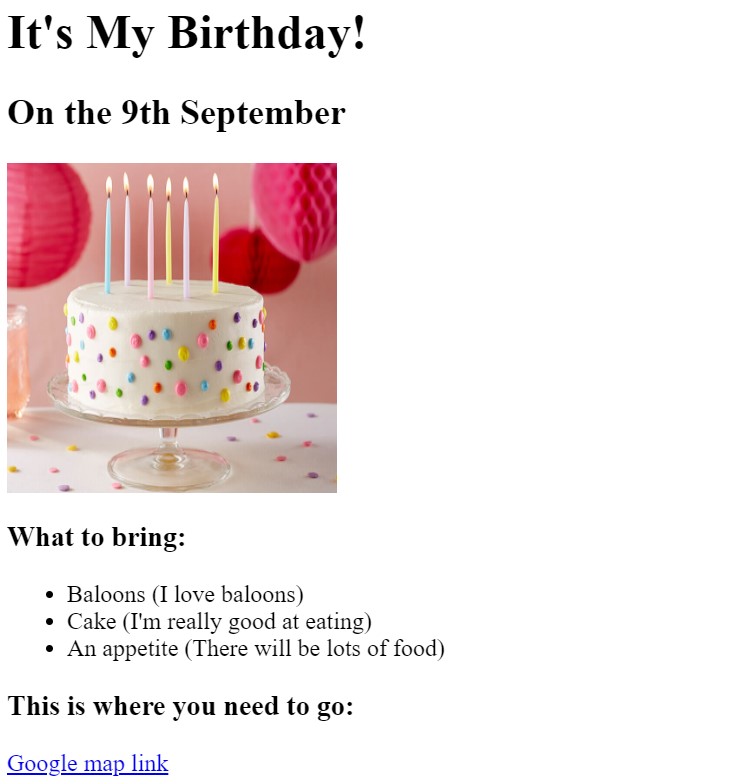 It's My Birthday!
On the 9th September
What to bring:
Baloons (I love baloons)
Cake (I'm really good at eating)
An appetite (There will be lots of food)
This is where you need to go:
Google map link